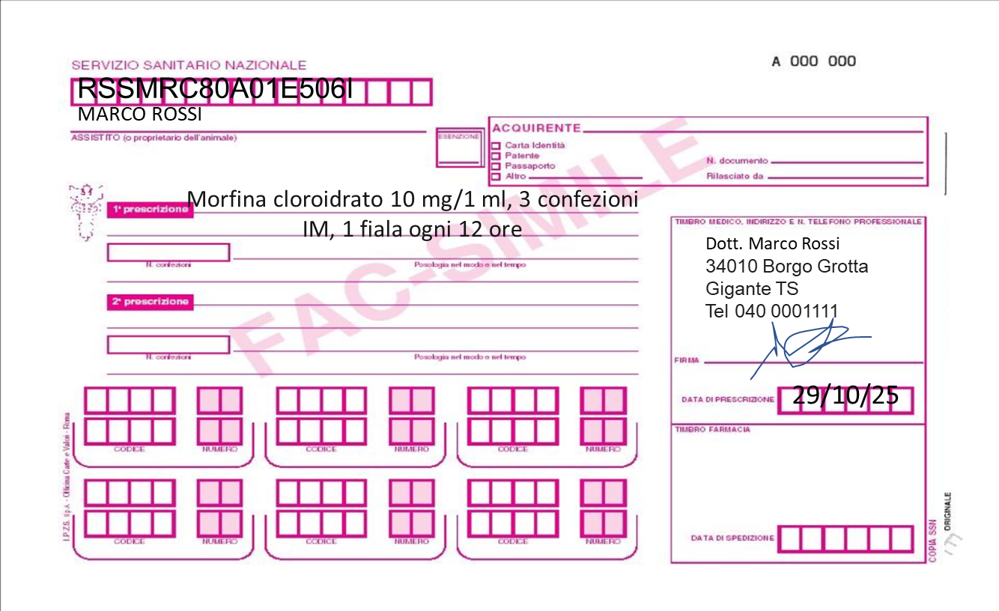 SERVIZIO SANITARIO NAZIONALE
A 000 000
RSSMRC80A01E506I
MARCO ROSSI
ASSISTITO (o proprietario dell'animale)
ESENZIONE
ACQUIRENTE
Carta Identità
Patente
Passaporto
Altro
N. documento
Rilasciato da
FAC-SIMILE
1ª prescrizione
Morfina cloroidrato 10 mg/1 ml, 3 confezioni
IM, 1 fiala ogni 12 ore
N. confezioni
Posologia nel modo e nel tempo
2ª prescrizione
N. confezioni
Posologia nel modo e nel tempo
TIMBRO MEDICO, INDIRIZZO E N. TELEFONO PROFESSIONALE
Dott. Marco Rossi
34010 Borgo Grotta
Gigante TS
Tel 040 0001111
FIRMA
DATA DI PRESCRIZIONE 29/10/25
TIMBRO FARMACIA
DATA DI SPEDIZIONE
CODICE NUMERO CODICE NUMERO CODICE NUMERO
CODICE NUMERO CODICE NUMERO CODICE NUMERO
I.P.Z.S. S.p.A. - Officina Carte e Valori - Roma
COPIA SSN
ORIGINALE